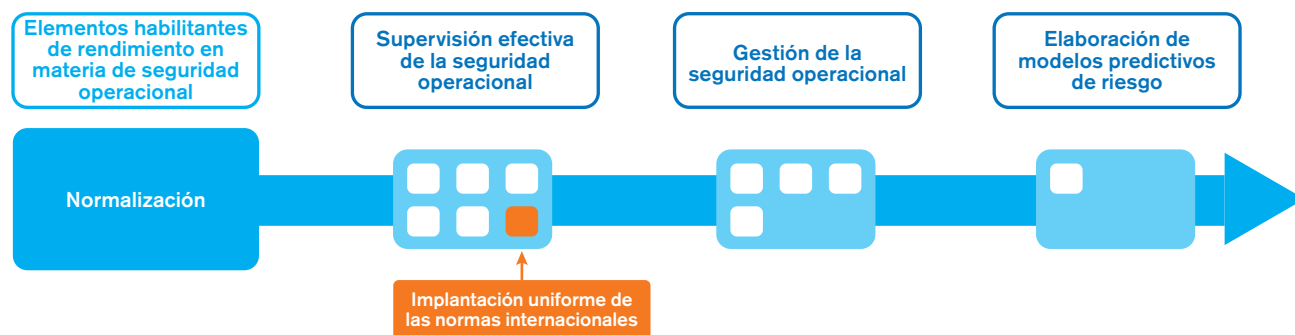 Elementos habilitantes
de rendimiento en
materia de seguridad
operacional
Supervisión efectiva
de la seguridad
operacional
Gestión de la
seguridad operacional
Elaboración de
modelos predictivos
de riesgo
Normalización
Implantación uniforme de
las normas internacionales